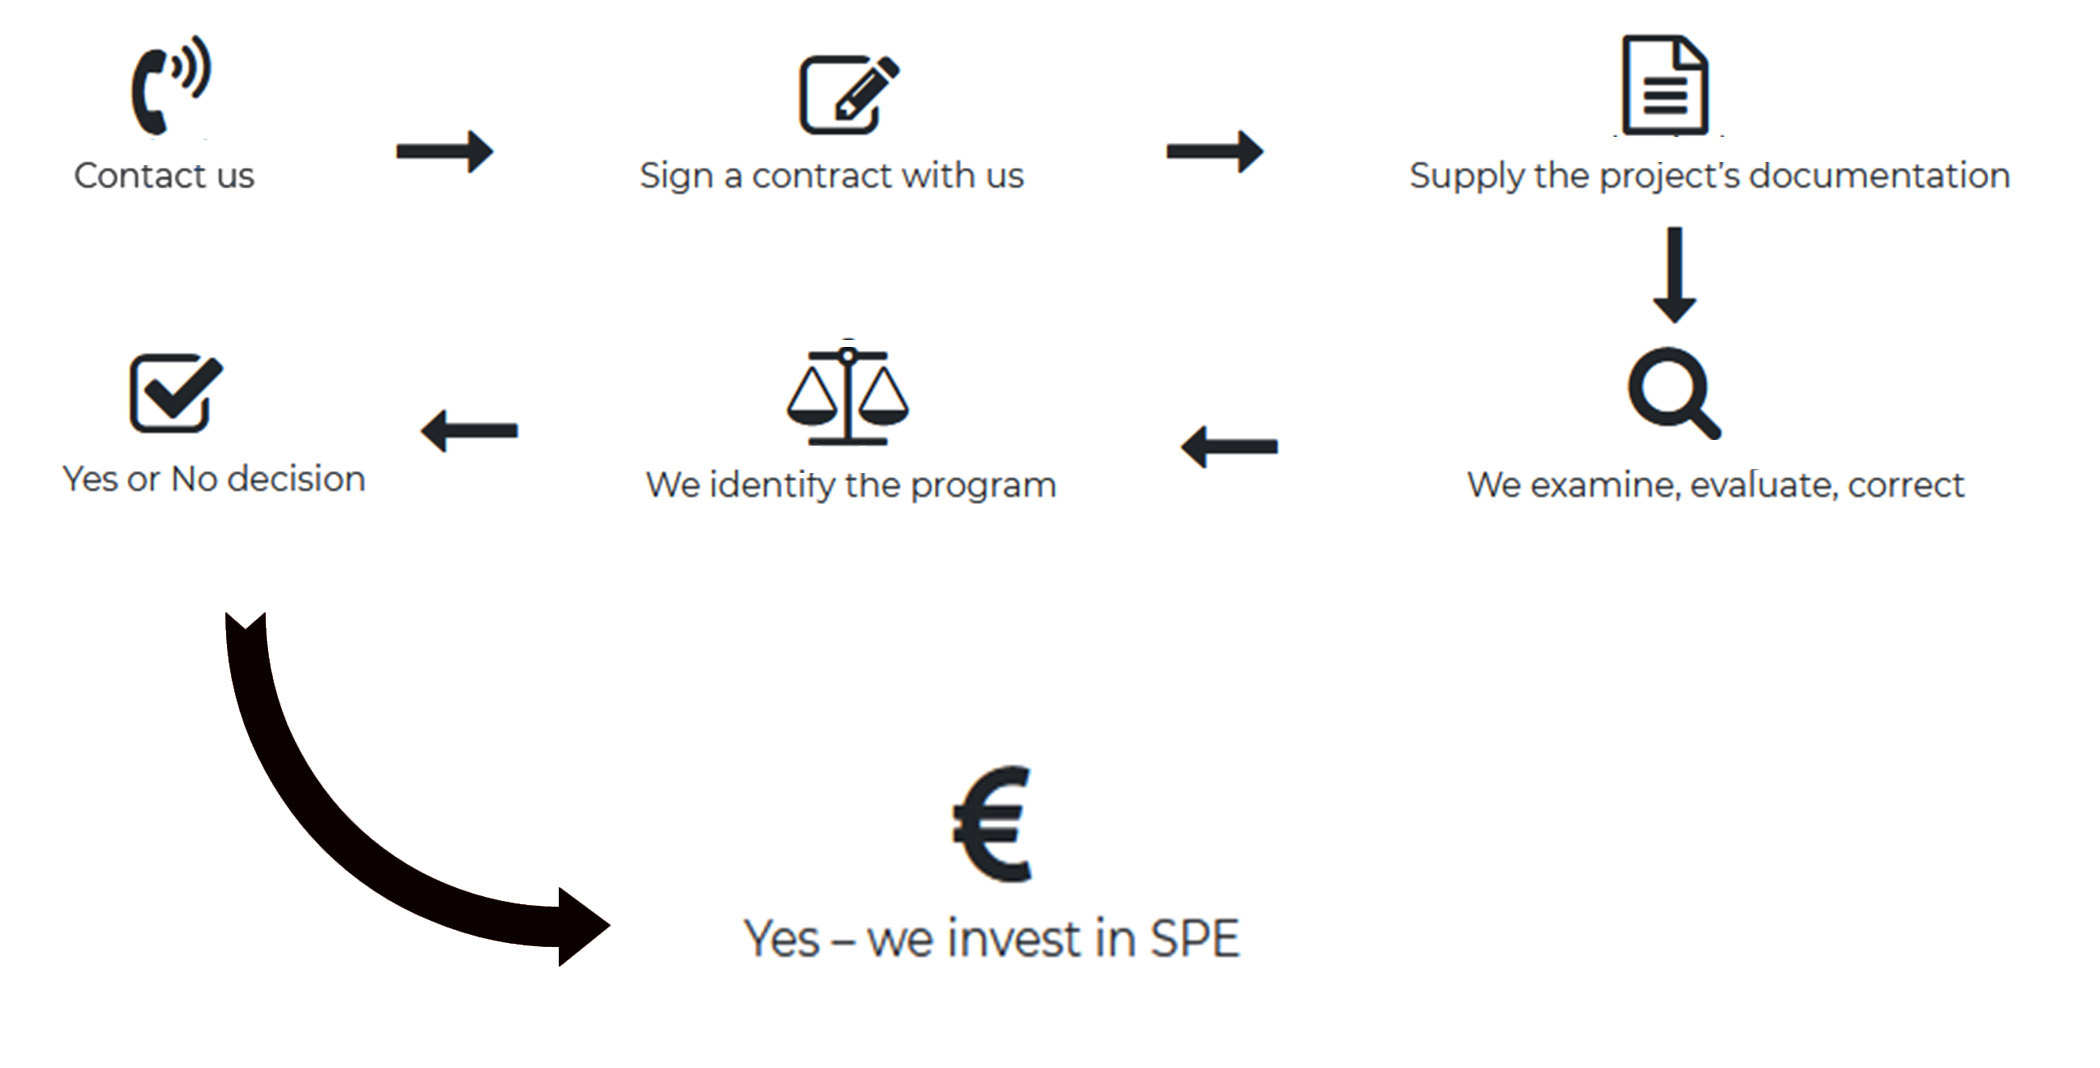 Contact us
Sign a contract with us
Supply the project's documentation
We examine, evaluate, correct
We identify the program
Yes or No decision
€
Yes – we invest in SPE